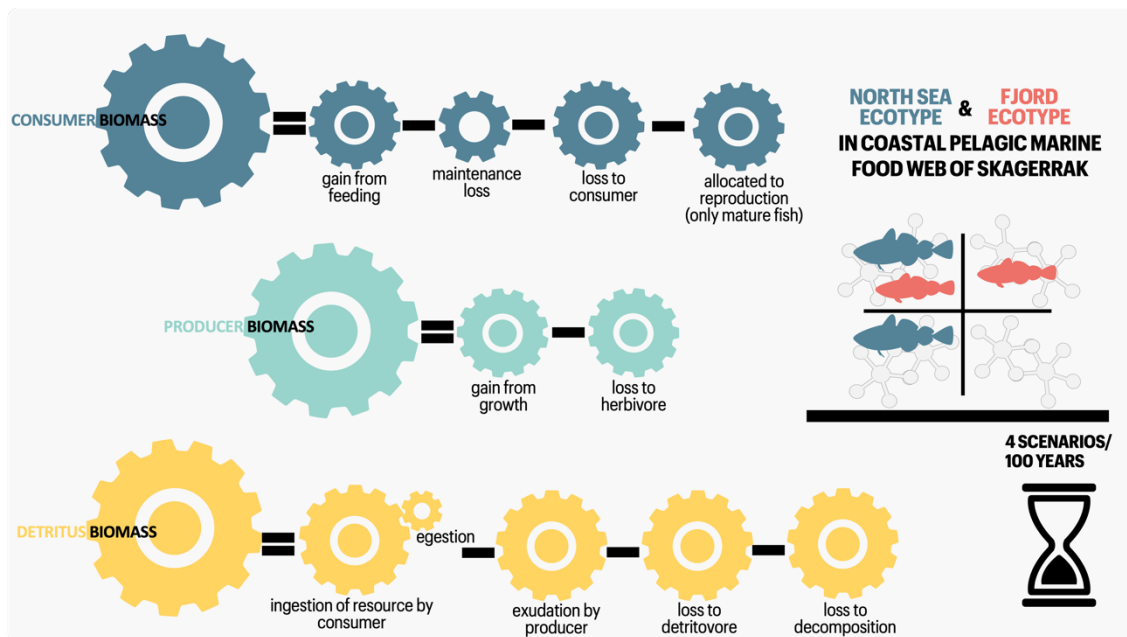 CONSUMER BIOMASS
gain from
feeding
maintenance
loss
loss to
consumer
allocated to
reproduction
(only mature fish)
PRODUCER BIOMASS
gain from
growth
loss to
herbivore
DETRITUS BIOMASS
egestion
ingestion of resource by
consumer
exudation by
producer
loss to
detritovore
loss to
decomposition
NORTH SEA
ECOTYPE
&
FJORD
ECOTYPE
IN COASTAL PELAGIC MARINE
FOOD WEB OF SKAGERRAK
4 SCENARIOS/
100 YEARS